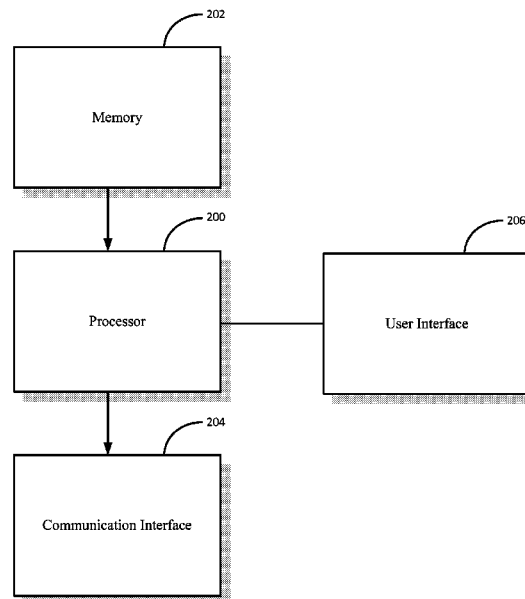 202
Memory
200
206
Processor
User Interface
204
Communication Interface